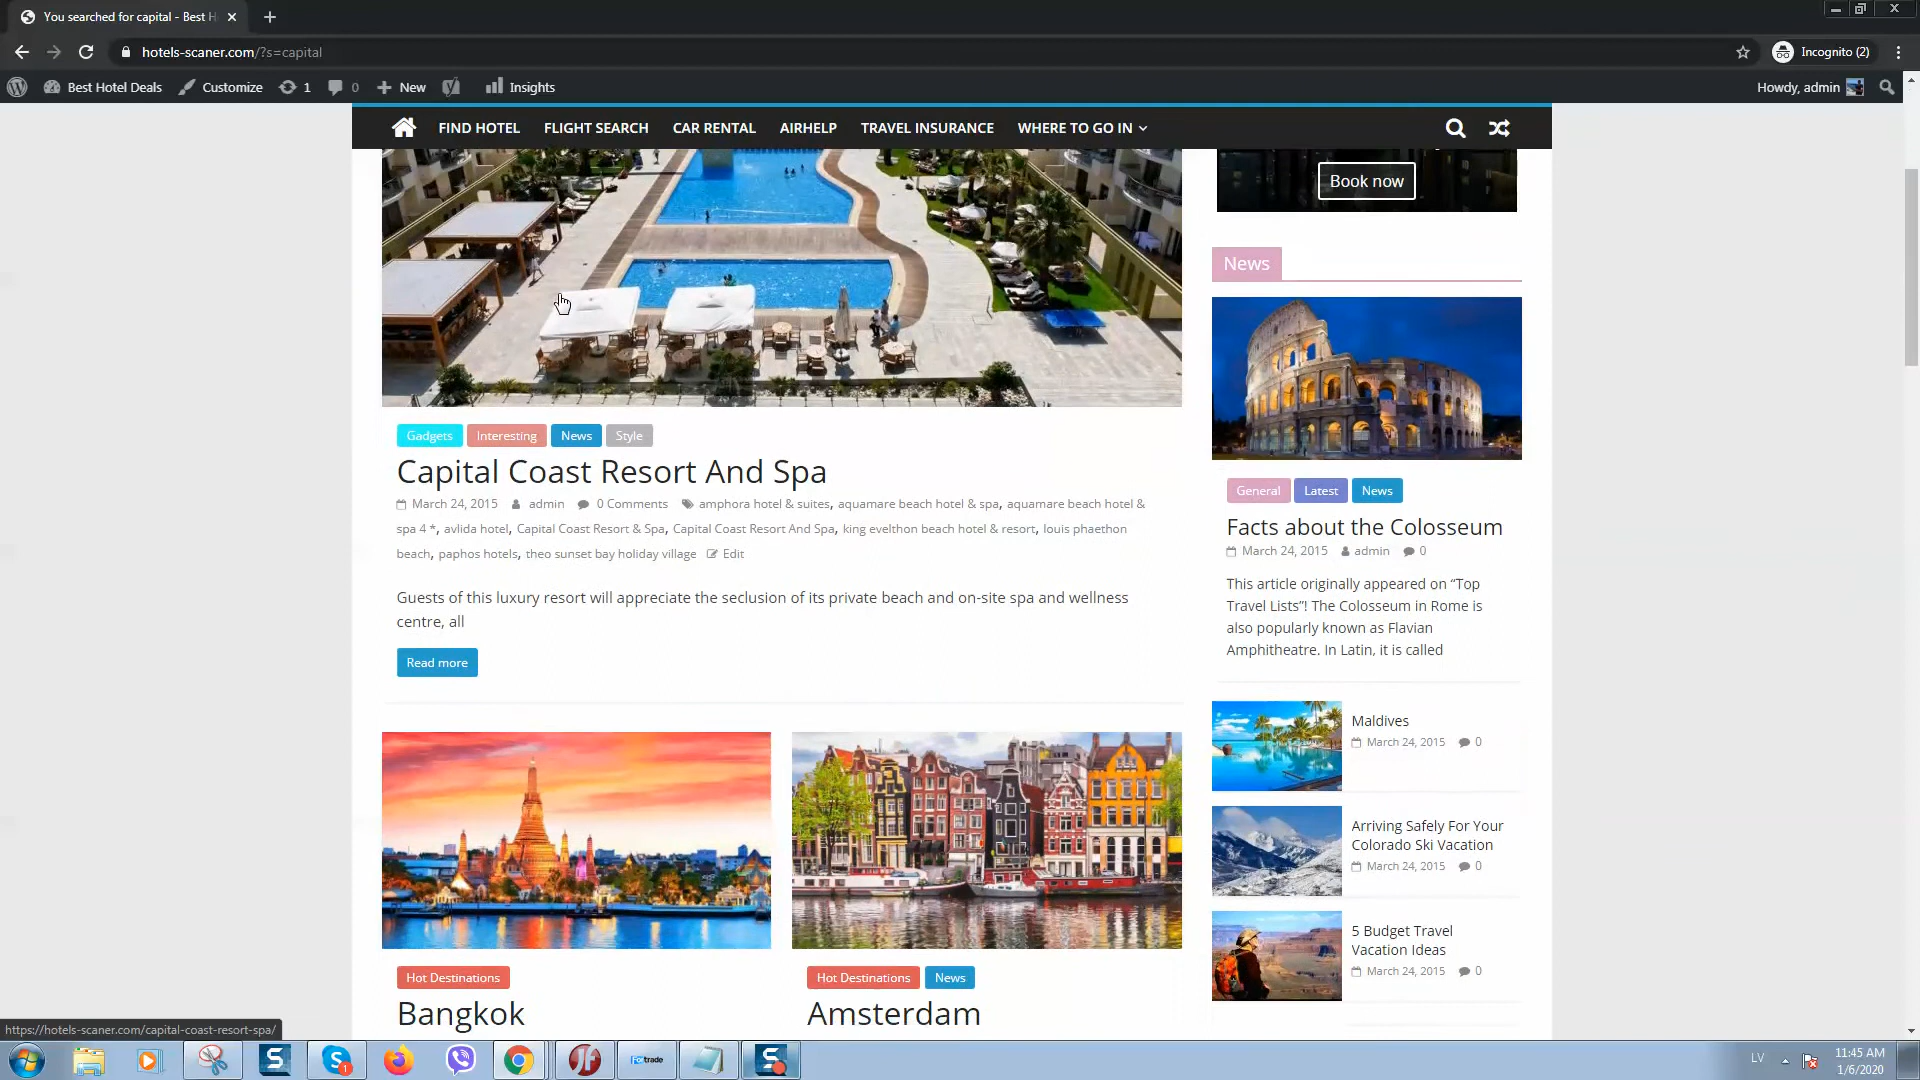 You searched for capital - Best H
hotels-scaner.com/?s=capital
Incognito (2)
Best Hotel Deals
Customize
1
0
New
Insights
Howdy, admin
FIND HOTEL
FLIGHT SEARCH
CAR RENTAL
AIRHELP
TRAVEL INSURANCE
WHERE TO GO IN
Book now
Gadgets
Interesting
News
Style
Capital Coast Resort And Spa
March 24, 2015 admin 0 Comments amphora hotel & suites, aquamare beach hotel & spa, aquamare beach hotel &
spa 4 *, avlida hotel, Capital Coast Resort & Spa, Capital Coast Resort And Spa, king evelthon beach hotel & resort, louis phaethon
beach, paphos hotels, theo sunset bay holiday village Edit
Guests of this luxury resort will appreciate the seclusion of its private beach and on-site spa and wellness
centre, all
Read more
Hot Destinations
Bangkok
Hot Destinations
News
Amsterdam
News
General
Latest
News
Facts about the Colosseum
March 24, 2015 admin 0
This article originally appeared on “Top
Travel Lists”! The Colosseum in Rome is
also popularly known as Flavian
Amphitheatre. In Latin, it is called
Maldives
March 24, 2015 0
Arriving Safely For Your
Colorado Ski Vacation
March 24, 2015 0
5 Budget Travel
Vacation Ideas
March 24, 2015 0
https://hotels-scaner.com/capital-coast-resort-spa/
1
Fortrade
LV
11:45 AM
1/6/2020